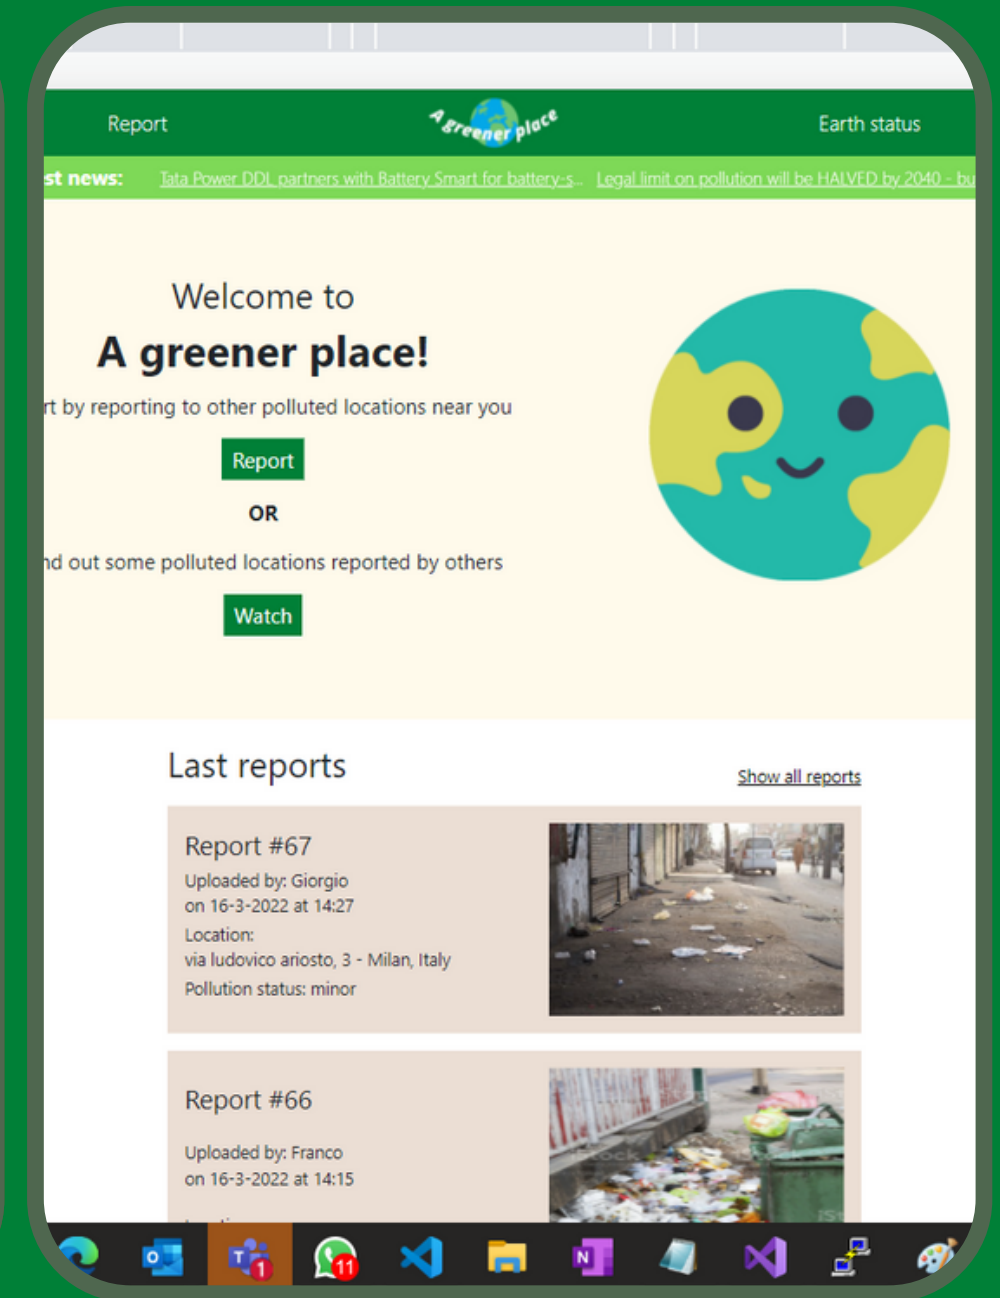 Report
A greener place
Earth status
st news: Tata Power DDL partners with Battery Smart for battery-s... Legal limit on pollution will be HALVED by 2040 - bu
Welcome to
A greener place!
rt by reporting to other polluted locations near you
Report
OR
nd out some polluted locations reported by others
Watch
Last reports
Show all reports
Report #67
Uploaded by: Giorgio
on 16-3-2022 at 14:27
Location:
via ludovico ariosto, 3 - Milan, Italy
Pollution status: minor
Report #66
Uploaded by: Franco
on 16-3-2022 at 14:15
1
11